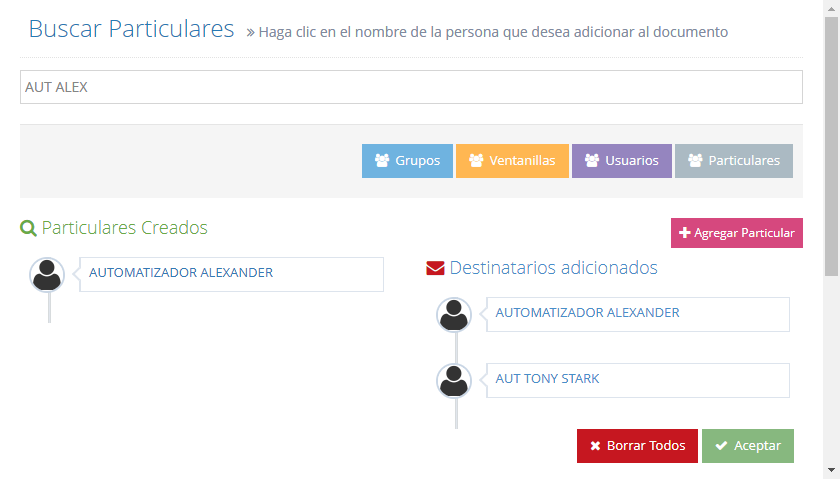 Buscar Particulares » Haga clic en el nombre de la persona que desea adicionar al documento
AUT ALEX
Grupos Ventanillas Usuarios Particulares
Particulares Creados
Agregar Particular
AUTOMATIZADOR ALEXANDER
Destinatarios adicionados
AUTOMATIZADOR ALEXANDER
AUT TONY STARK
Borrar Todos Aceptar